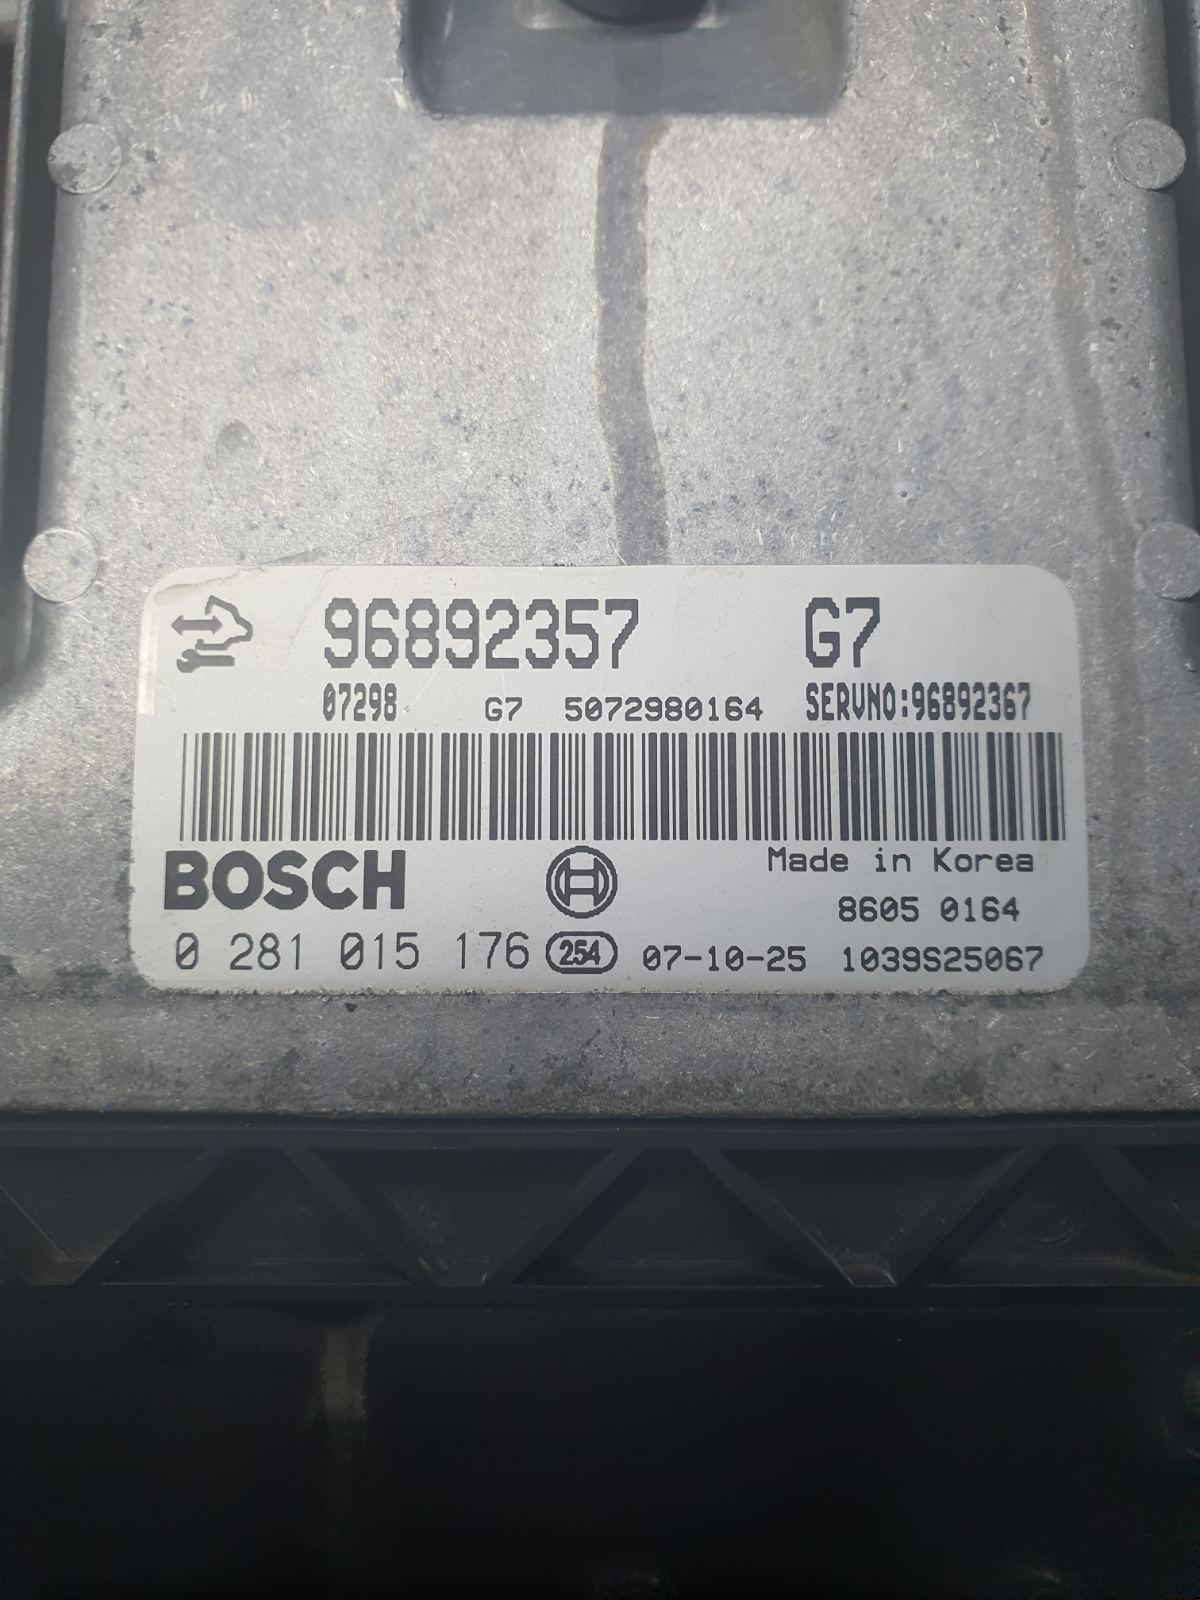 96892357 G7
07298 G7 5072980164 SERVNO:96892367
BOSCH
Made in Korea
8605 0164
0 281 015 176 254 07-10-25 1039S25067